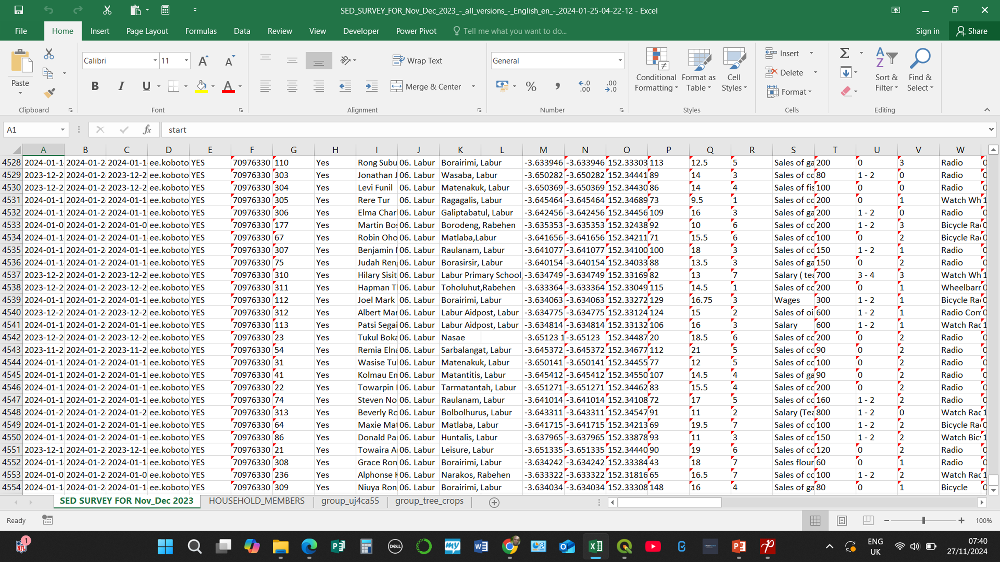 SED_SURVEY_FOR_Nov_Dec_2023_-_all_versions_-_English_en_-_2024-01-25-04-22-12 - Excel
File Home Insert Page Layout Formulas Data Review View Developer Power Pivot Tell me what you want to do... Sign in Share
Calibri 11 Wrap Text General Insert
Paste Merge & Center Conditional Formatting Format as Table Cell Styles Delete Format Sort & Filter Find & Select
Clipboard Font Alignment Number Styles Cells Editing
A1 fx start
A B C D E F G H I J K L M N O P Q R S T U V W
4528 2024-01-1 2024-01-2 2024-01-1 ee.koboto YES 70976330 110 Yes Rong Subu 06. Labur Borairimi, Labur -3.633946 -3.633946 152.33303 113 12.5 5 Sales of ga 200 0 3 Radio 0
4529 2023-12-2 2024-01-2 2023-12-2 ee.koboto YES 70976330 303 Yes Jonathan J 06. Labur Wasaba, Labur -3.650282 -3.650282 152.34441 89 14 3 Sales of co 80 1 - 2 0 Radio 0
4530 2023-12-2 2024-01-2 2023-12-2 ee.koboto YES 70976330 304 Yes Levi Funil 06. Labur Matenakuk, Labur -3.650369 -3.650369 152.34430 86 14 4 Sales of fis 100 0 0 Radio 0
4531 2024-01-1 2024-01-2 2024-01-1 ee.koboto YES 70976330 305 Yes Rere Tur 06. Labur Ragagalis, Labur -3.645464 -3.645464 152.34689 73 9.5 1 Sales of co 200 0 1 Watch Wh 1
4532 2024-01-1 2024-01-2 2024-01-1 ee.koboto YES 70976330 306 Yes Elma Charl 06. Labur Galiptabatul, Labur -3.642456 -3.642456 152.34456 109 16 3 Sales of ga 200 1 - 2 0 Radio 0
4533 2024-01-0 2024-01-2 2024-01-0 ee.koboto YES 70976330 177 Yes Martin Bos 06. Labur Borodeng, Rabehen -3.635353 -3.635353 152.32438 92 10 6 Sales of co 200 1 - 2 3 Bicycle Ra 0
4534 2024-01-1 2024-01-2 2024-01-1 ee.koboto YES 70976330 67 Yes Robin Oho 06. Labur Matlaba,Labur -3.641656 -3.641656 152.34211 71 15.5 6 Sales of co 100 0 2 Bicycle Ra 0
4535 2024-01-1 2024-01-2 2024-01-1 ee.koboto YES 70976330 307 Yes Benjamin 06. Labur Raulanam, Labur -3.641077 -3.641077 152.34100 100 18 3 Sales of co 150 1 - 2 1 Radio 0
4536 2024-01-1 2024-01-2 2024-01-1 ee.koboto YES 70976330 75 Yes Judah Ren 06. Labur Borasirsir, Labur -3.640154 -3.640154 152.34033 88 13.5 3 Sales of ga 150 0 2 Radio 0
4537 2023-12-2 2024-01-2 2023-12-2 ee.koboto YES 70976330 310 Yes Hilary Sisit 06. Labur Labur Primary School, -3.634749 -3.634749 152.33169 82 13 7 Salary ( tea 700 3 - 4 3 Watch Wh 1
4538 2023-12-2 2024-01-2 2023-12-2 ee.koboto YES 70976330 311 Yes Hapman T 06. Labur Toholuhut,Rabehen -3.633364 -3.633364 152.33049 115 14.5 1 Sales of co 200 0 1 Wheelbarr 0
4539 2024-01-1 2024-01-2 2024-01-1 ee.koboto YES 70976330 112 Yes Joel Mark 06. Labur Borairimi, Labur -3.634063 -3.634063 152.33272 129 16.75 3 Wages 300 1 - 2 1 Bicycle Ra 0
4540 2023-12-2 2024-01-2 2023-12-2 ee.koboto YES 70976330 312 Yes Albert Mar 06. Labur Labur Aidpost, Labur -3.634775 -3.634775 152.33124 124 15 2 Sales of oi 600 1 - 2 1 Radio Com 0
4541 2024-01-1 2024-01-2 2024-01-1 ee.koboto YES 70976330 113 Yes Patsi Segai 06. Labur Labur Aidpost, Labur -3.634814 -3.634814 152.33132 106 16 3 Salary 600 1 - 2 1 Watch Rad 1
4542 2023-12-2 2024-01-2 2023-12-2 ee.koboto YES 70976330 23 Yes Tukul Boka 06. Labur Nasae -3.65123 1 -3.65123 152.34487 20 18.5 6 Sales of co 200 0 2 Radio 0
4543 2023-11-2 2024-01-2 2023-11-2 ee.koboto YES 70976330 54 Yes Remia Elna 06. Labur Sarbalangat, Labur -3.645372 -3.645372 152.34677 112 21 5 Sales of co 90 0 2 Radio 0
4544 2024-01-1 2024-01-2 2024-01-1 ee.koboto YES 70976330 31 Yes Wasise Tul 06. Labur Matenakuk, Labur -3.650141 -3.650141 152.34455 77 12 5 Sales of co 100 0 2 Radio 0
4545 2024-01-1 2024-01-2 2024-01-1 ee.koboto YES 70976330 41 Yes Kolmau En 06. Labur Matantitis, Labur -3.645412 -3.645412 152.34550 107 14.5 4 Sales of ga 90 0 2 Radio 0
4546 2024-01-1 2024-01-2 2024-01-1 ee.koboto YES 70976330 22 Yes Towarpin 06. Labur Tarmatantah, Labur -3.651271 -3.651271 152.34462 83 15.5 4 Sales of co 200 0 2 Radio 0
4547 2024-01-1 2024-01-2 2024-01-1 ee.koboto YES 70976330 74 Yes Steven No 06. Labur Raulanam, Labur -3.641014 -3.641014 152.34108 72 17 5 Sales of co 160 1 - 2 2 Radio 0
4548 2024-01-2 2024-01-2 2024-01-2 ee.koboto YES 70976330 313 Yes Beverly Ro 06. Labur Bolbolhurus, Labur -3.643311 -3.643311 152.34547 91 11 2 Salary (Tea 800 1 - 2 0 Watch Rad 1
4549 2024-01-1 2024-01-2 2024-01-1 ee.koboto YES 70976330 64 Yes Maxie Mat 06. Labur Matlaba, Labur -3.641715 -3.641715 152.34213 69 19.5 7 Sales of co 100 1 - 2 2 Bicycle Ra 0
4550 2024-01-1 2024-01-2 2024-01-1 ee.koboto YES 70976330 86 Yes Donald Pa 06. Labur Huntalis, Labur -3.637965 -3.637965 152.33878 93 11 3 Sales of co 150 1 - 2 2 Watch Bic 1
4551 2023-12-1 2024-01-2 2023-12-1 ee.koboto YES 70976330 21 Yes Towaira A 06. Labur Leisure, Labur -3.651335 -3.651335 152.34440 90 19 6 Sales of co 120 0 2 Radio 0
4552 2024-01-1 2024-01-2 2024-01-1 ee.koboto YES 70976330 308 Yes Grace Ron 06. Labur Borairimi, Labur -3.634242 -3.634242 152.33384 43 18 7 Sales flour 60 0 1 Radio 0
4553 2024-01-0 2024-01-2 2024-01-0 ee.koboto YES 70976330 236 Yes Alphonse K 06. Labur Narakos, Rabehen -3.633322 -3.633322 152.31816 65 16.5 7 Sales of co 100 1 - 2 2 Watch Rad 1
4554 2024-01-1 2024-01-2 2024-01-1 ee.koboto YES 70976330 309 Yes Niuya Ron 06. Labur Borairimi, Labur -3.634034 -3.634034 152.33308 148 16 4 Sales of ga 80 0 1 Bicycle 0
SED SURVEY FOR Nov_Dec 2023 HOUSEHOLD_MEMBERS group_uj4ca55 group_tree_crops
Ready 100%
1 NFL DELL my ENG UK 07:40
27/11/2024